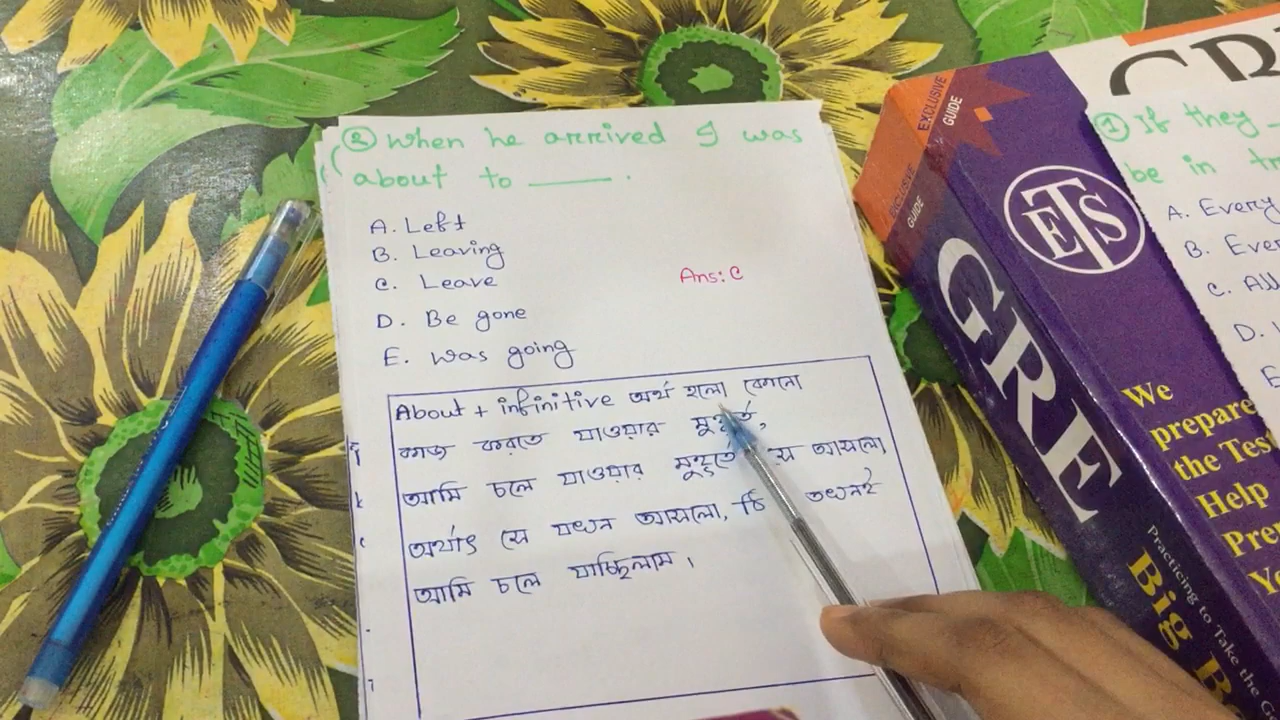 ② When he arrived I was
about to ______ .
A. Left
B. Leaving
C. Leave
Ans: C
D. Be gone
E. Was going
About + infinitive অর্থ হলো কোনো
কাজ করতে যাওয়ার মুহূর্ত,
আমি চলে যাওয়ার মুহূর্তে সে আসলো,
অর্থাৎ সে যখন আসলো, ঠি তখনই
আমি চলে যাচ্ছিলাম ।
EXCLUSIVE
GUIDE
EXCLUSIVE
GUIDE
ETS
GRE
We
prepare
the Test
Help
Practicing to Take the
Big
① If they
be in
A. Every
B.
C. All
D.
E